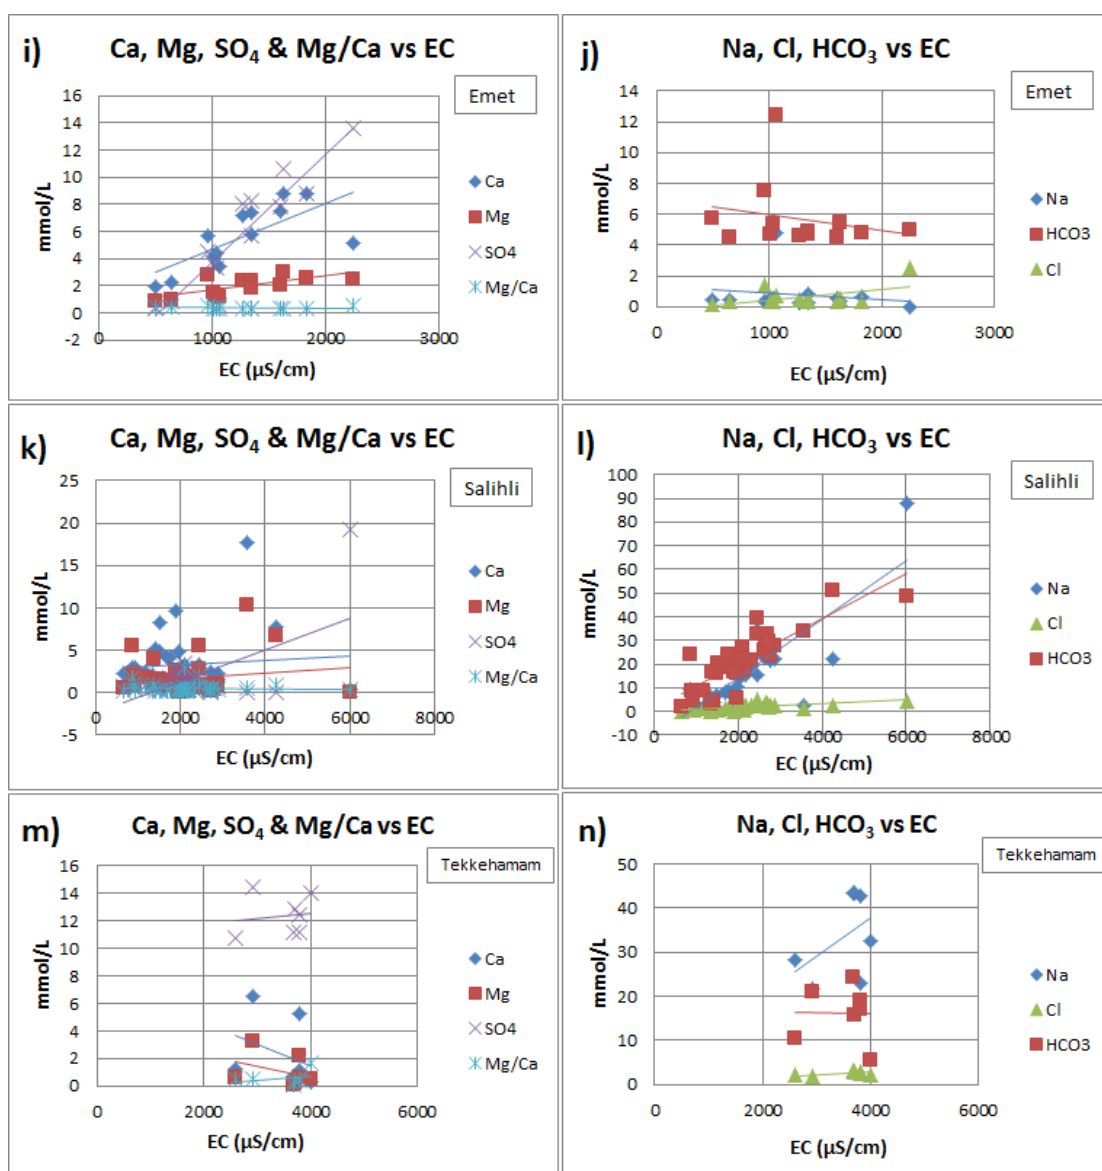 i)
Ca, Mg, SO₄ & Mg/Ca vs EC
Emet
16
14
12
10
8
6
4
2
0
-2
mmol/L
0
1000
2000
3000
EC (µS/cm)
Ca
Mg
SO4
Mg/Ca
j)
Na, Cl, HCO₃ vs EC
Emet
14
12
10
8
6
4
2
0
mmol/L
0
1000
2000
3000
EC (µS/cm)
Na
HCO3
Cl
k)
Ca, Mg, SO₄ & Mg/Ca vs EC
Salihli
25
20
15
10
5
0
-5
mmol/L
0
2000
4000
6000
8000
EC (µS/cm)
Ca
Mg
SO4
Mg/Ca
l)
Na, Cl, HCO₃ vs EC
Salihli
100
90
80
70
60
50
40
30
20
10
0
-10
mmol/L
0
2000
4000
6000
8000
EC (µS/cm)
Na
Cl
HCO3
m)
Ca, Mg, SO₄ & Mg/Ca vs EC
Tekkehamam
16
14
12
10
8
6
4
2
0
mmol/L
0
2000
4000
6000
EC (µS/cm)
Ca
Mg
SO4
Mg/Ca
n)
Na, Cl, HCO₃ vs EC
Tekkehamam
50
40
30
20
10
0
mmol/L
0
2000
4000
6000
EC (µS/cm)
Na
Cl
HCO3